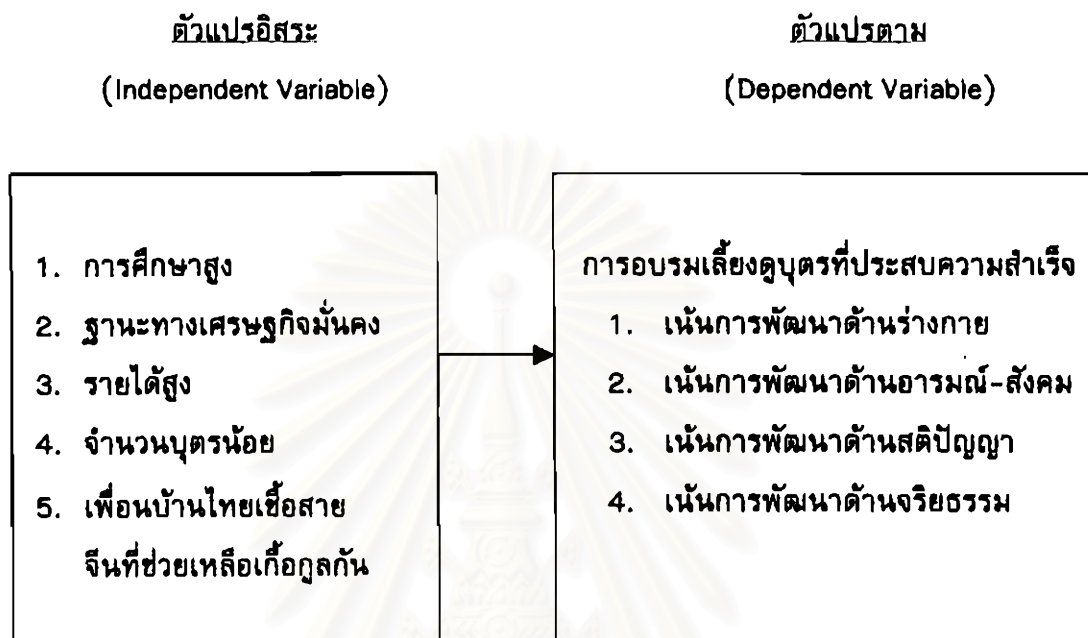 ตัวแปรอิสระ
(Independent Variable)
1. การศึกษาสูง
2. ฐานะทางเศรษฐกิจมั่นคง
3. รายได้สูง
4. จำนวนบุตรน้อย
5. เพื่อนบ้านไทยเชื้อสาย
จีนที่ช่วยเหลือเกื้อกูลกัน
ตัวแปรตาม
(Dependent Variable)
การอบรมเลี้ยงดูบุตรที่ประสบความสำเร็จ
1. เน้นการพัฒนาด้านร่างกาย
2. เน้นการพัฒนาด้านอารมณ์-สังคม
3. เน้นการพัฒนาด้านสติปัญญา
4. เน้นการพัฒนาด้านจริยธรรม